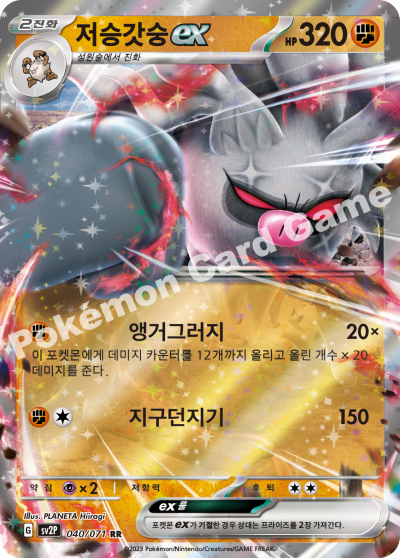 2진화
저승갓숭ex
HP 320
성원숭에서 진화
Pokémon Card Game
앵거그러지 20×
이 포켓몬에게 데미지 카운터를 12개까지 올리고 올린 개수 × 20
데미지를 준다.
지구던지기 150
약점 ×2 저항력 후퇴
ex 룰
포켓몬 ex가 기절한 경우 상대는 프라이즈를 2장 가져간다.
Illus. PLANETA Hiiragi
G SV2P 040/071 RR
©2023 Pokémon/Nintendo/Creatures/GAME FREAK.